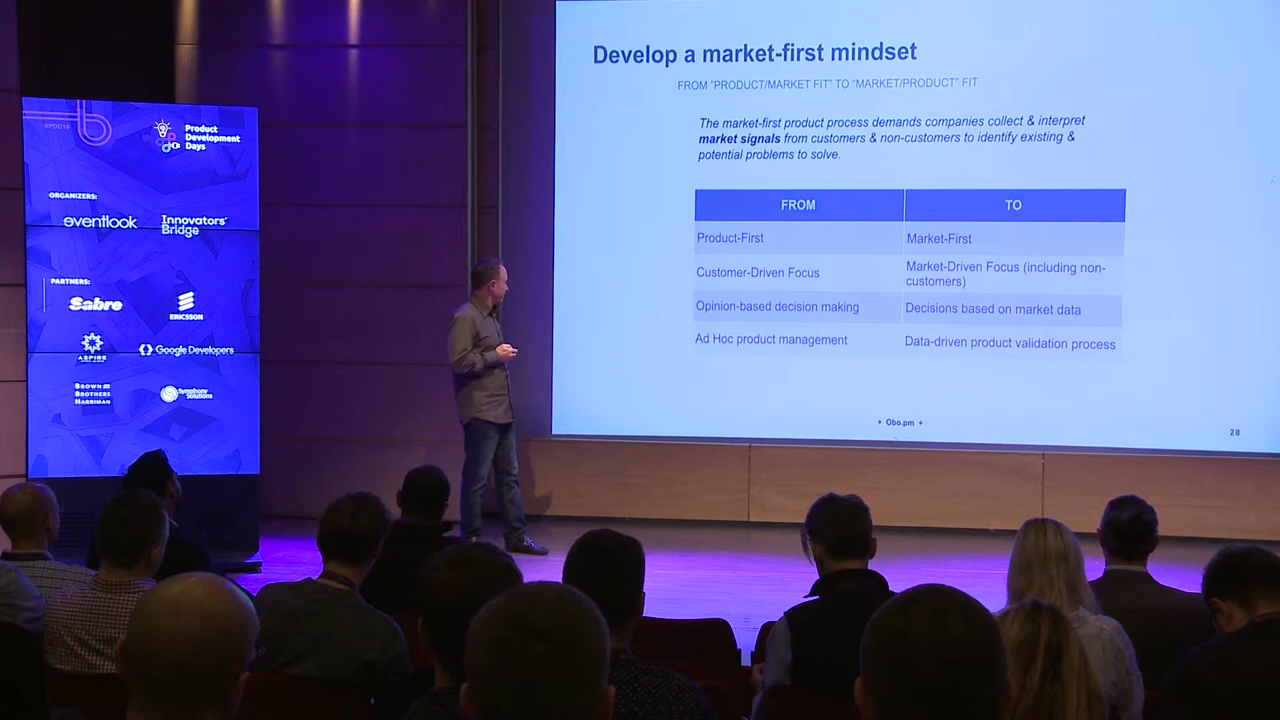 #PDD18
Product
Development
Days
ORGANIZERS:
eventlook
Innovators'
Bridge
PARTNERS:
Sabre
ERICSSON
ASPIRE
Google Developers
BROWN
BROTHERS
HARRIMAN
Symphony
Solutions
Develop a market-first mindset
FROM "PRODUCT/MARKET FIT" TO "MARKET/PRODUCT" FIT
The market-first product process demands companies collect & interpret
market signals from customers & non-customers to identify existing &
potential problems to solve.
FROM TO
Product-First Market-First
Customer-Driven Focus Market-Driven Focus (including non-
customers)
Opinion-based decision making Decisions based on market data
Ad Hoc product management Data-driven product validation process
+ Obo.pm +
28